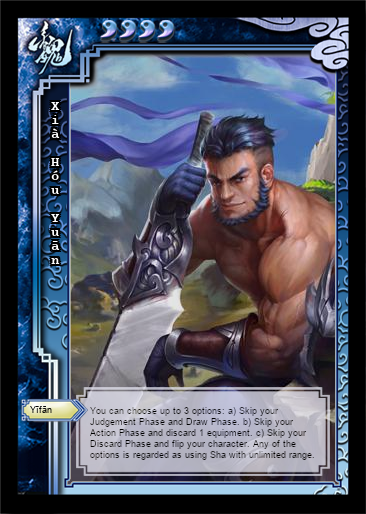 魏
Xià Hóu Yuān
Yīfān
You can choose up to 3 options: a) Skip your
Judgement Phase and Draw Phase. b) Skip your
Action Phase and discard 1 equipment. c) Skip your
Discard Phase and flip your character. Any of the
options is regarded as using Sha with unlimited range.